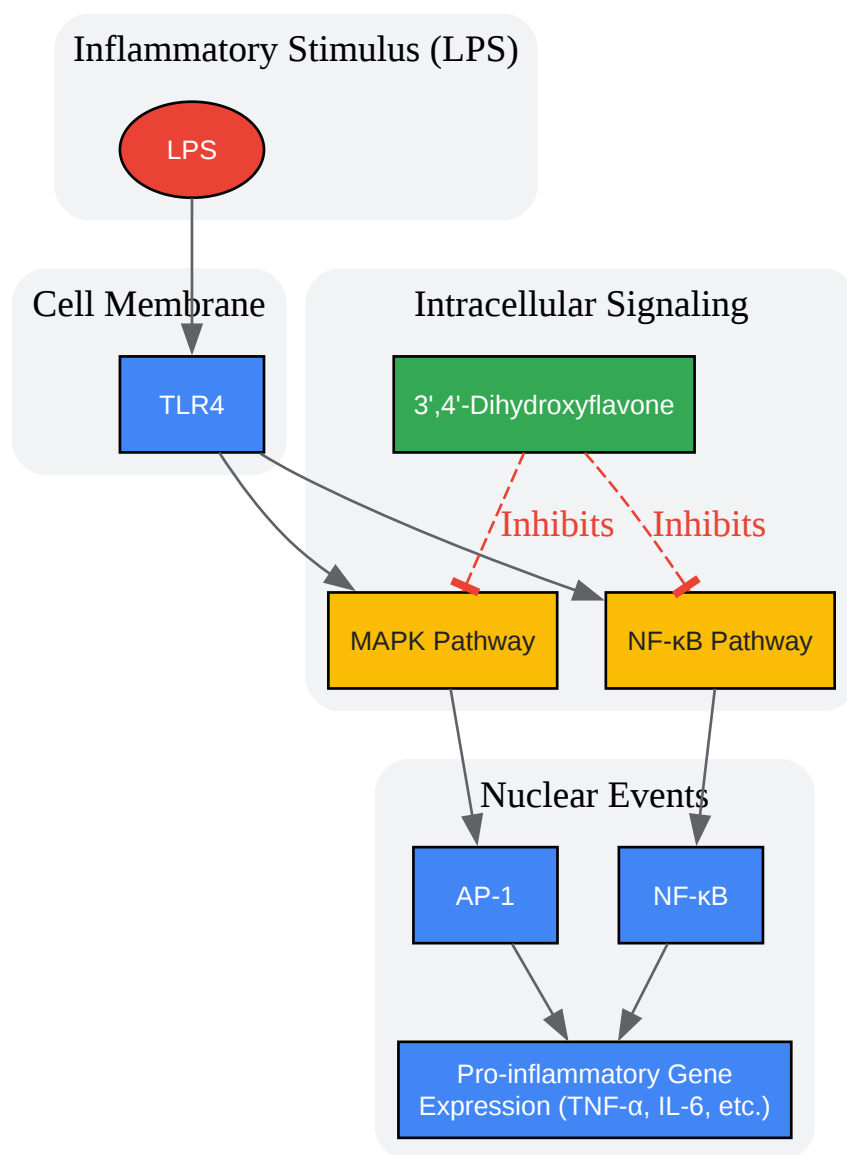 Inflammatory Stimulus (LPS)
LPS
Cell Membrane
Intracellular Signaling
TLR4
3',4'-Dihydroxyflavone
Inhibits
Inhibits
MAPK Pathway
NF-κB Pathway
Nuclear Events
AP-1
NF-κB
Pro-inflammatory Gene
Expression (TNF-α, IL-6, etc.)